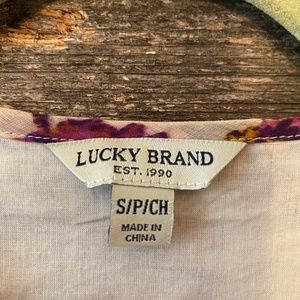 LUCKY BRAND
EST. 1990
S/P/CH
MADE IN
CHINA